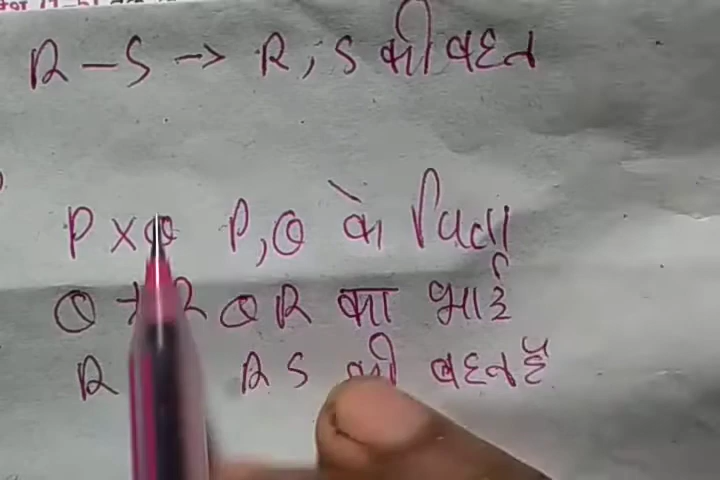 R - S -> R, S की बहन
P x Q P, Q के पिता
Q + R Q R का भाई
R R S की बहन है